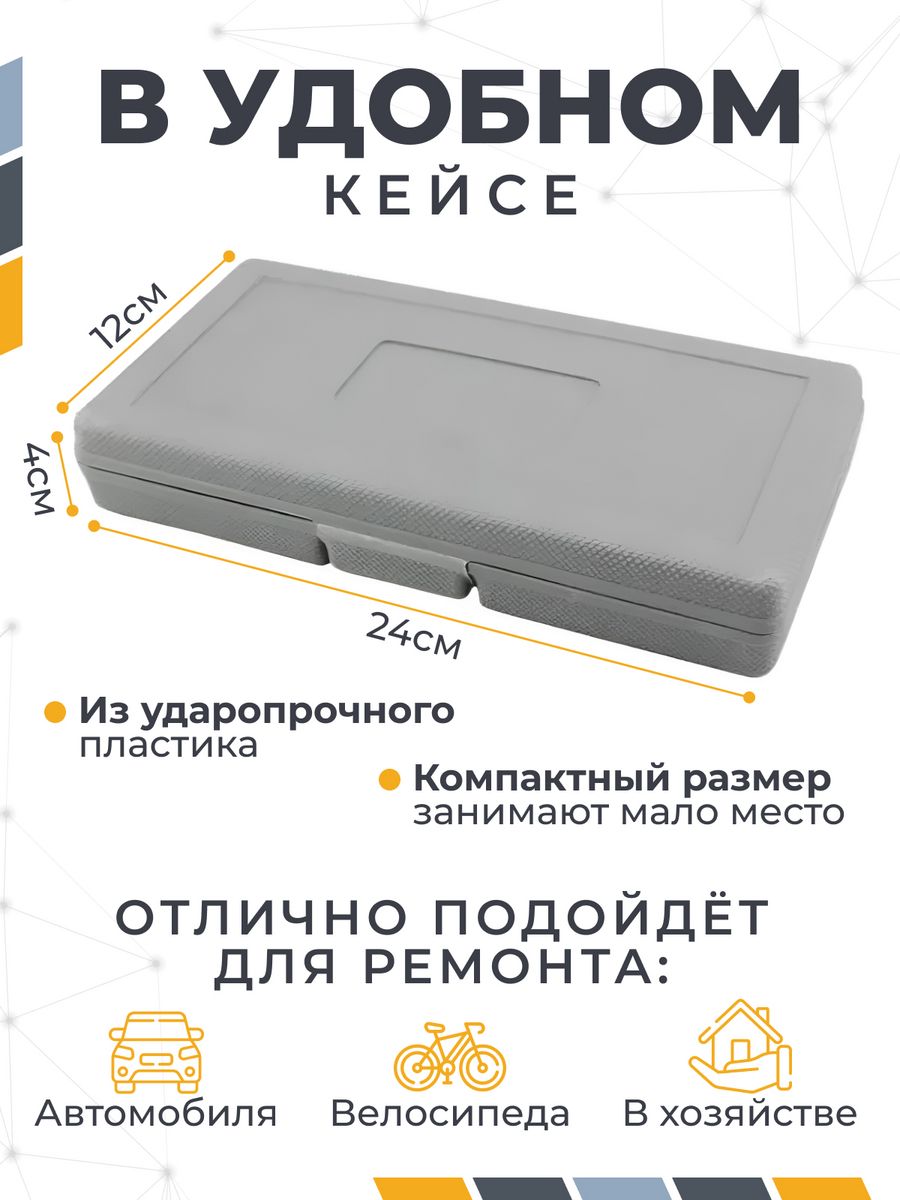 В УДОБНОМ
КЕЙСЕ
12см
4см
24см
Из ударопрочного
пластика
Компактный размер
занимают мало место
ОТЛИЧНО ПОДОЙДЁТ
ДЛЯ РЕМОНТА:
Автомобиля
Велосипеда
В хозяйстве